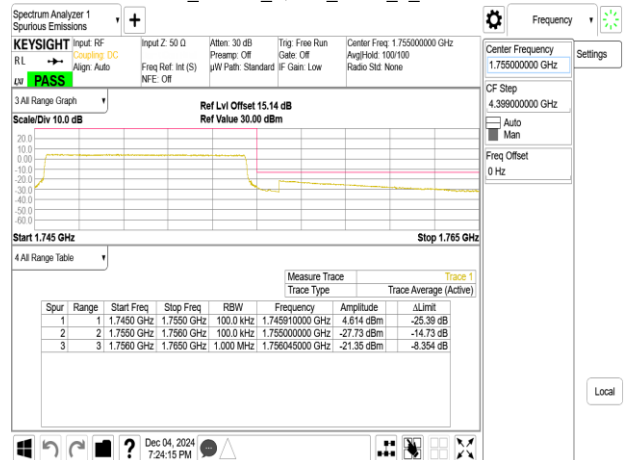 Spectrum Analyzer 1
Spurious Emissions
Frequency
KEYSIGHT
Input: RF
Coupling: DC
Align: Auto
Input Z: 50 Ω
Freq Ref: Int (S)
NFE: Off
Atten: 30 dB
Preamp: Off
µW Path: Standard
Trig: Free Run
Gate: Off
IF Gain: Low
Center Freq: 1.755000000 GHz
Avg|Hold: 100/100
Radio Std: None
RL
LXI
PASS
Center Frequency
1.755000000 GHz
Settings
CF Step
4.399000000 GHz
Auto
Man
Freq Offset
0 Hz
3 All Range Graph
Scale/Div 10.0 dB
Ref Lvl Offset 15.14 dB
Ref Value 30.00 dBm
20.0
10.0
0.00
-10.0
-20.0
-30.0
-40.0
-50.0
-60.0
Start 1.745 GHz
Stop 1.765 GHz
4 All Range Table
Measure Trace Trace 1
Trace Type Trace Average (Active)
Spur Range Start Freq Stop Freq RBW Frequency Amplitude ΔLimit
1 1 1.7450 GHz 1.7550 GHz 100.0 kHz 1.745910000 GHz 4.614 dBm -25.39 dB
2 2 1.7550 GHz 1.7560 GHz 100.0 kHz 1.755000000 GHz -27.73 dBm -14.73 dB
3 3 1.7560 GHz 1.7650 GHz 1.000 MHz 1.756045000 GHz -21.35 dBm -8.354 dB
Local
Dec 04, 2024
7:24:15 PM